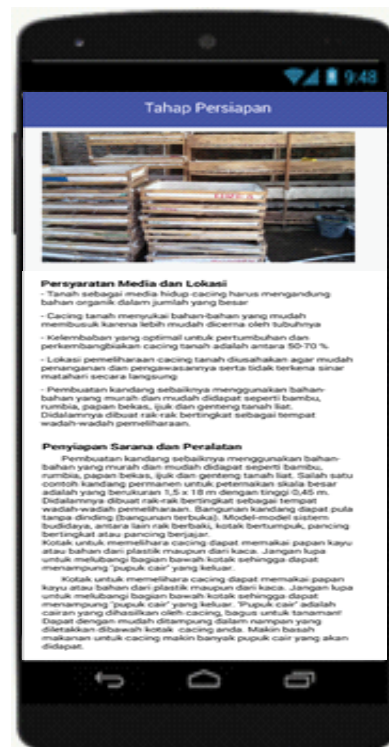 9:48
Tahap Persiapan
Persyaratan Media dan Lokasi
- Tanah sebagai media hidup cacing harus mengandung
bahan organik dalam jumlah yang besar
- Cacing tanah menyukai bahan-bahan yang mudah
membusuk karena lebih mudah dicerna oleh tubuhnya
- Kelembaban yang optimal untuk pertumbuhan dan
perkembangbiakan cacing tanah adalah antara 50-70 %.
- Lokasi pemeliharaan cacing tanah diusahakan agar mudah
penanganan dan pengawasannya serta tidak terkena sinar
matahari secara langsung
- Pembuatan kandang sebaiknya menggunakan bahan-
bahan yang murah dan mudah didapat seperti bambu,
rumbia, papan bekas, ijuk dan genteng tanah liat.
Didalamnya dibuat rak-rak bertingkat sebagai tempat
wadah-wadah pemeliharaan.
Penyiapan Sarana dan Peralatan
Pembuatan kandang sebaiknya menggunakan bahan-
bahan yang murah dan mudah didapat seperti bambu,
rumbia, papan bekas, ijuk dan genteng tanah liat. Salah satu
contoh kandang permanen untuk peternakan skala besar
adalah yang berukuran 1,5 x 18 m dengan tinggi 0,45 m.
Didalamnya dibuat rak-rak bertingkat sebagai tempat
wadah-wadah pemeliharaan. Bangunan kandang dapat pula
tanpa dinding (bangunan terbuka). Model-model sistem
budidaya, antara lain rak berbaki, kotak bertumpuk, pancing
bertingkat atau pancing berjajar.
Kotak untuk memelihara cacing dapat memakai papan kayu
atau bahan dari plastik maupun dari kaca. Jangan lupa
untuk melubangi bagian bawah kotak sehingga dapat
menampung 'pupuk cair' yang keluar.
Kotak untuk memelihara cacing dapat memakai papan
kayu atau bahan dari plastik maupun dari kaca. Jangan lupa
untuk melubangi bagian bawah kotak sehingga dapat
menampung 'pupuk cair' yang keluar. 'Pupuk cair' adalah
cairan yang dihasilkan oleh cacing, bagus untuk tanaman!
Dapat dengan mudah ditampung dalam nampan yang
diletakkan dibawah kotak cacing anda. Makin basah
makanan untuk cacing makin banyak pupuk cair yang akan
didapat.